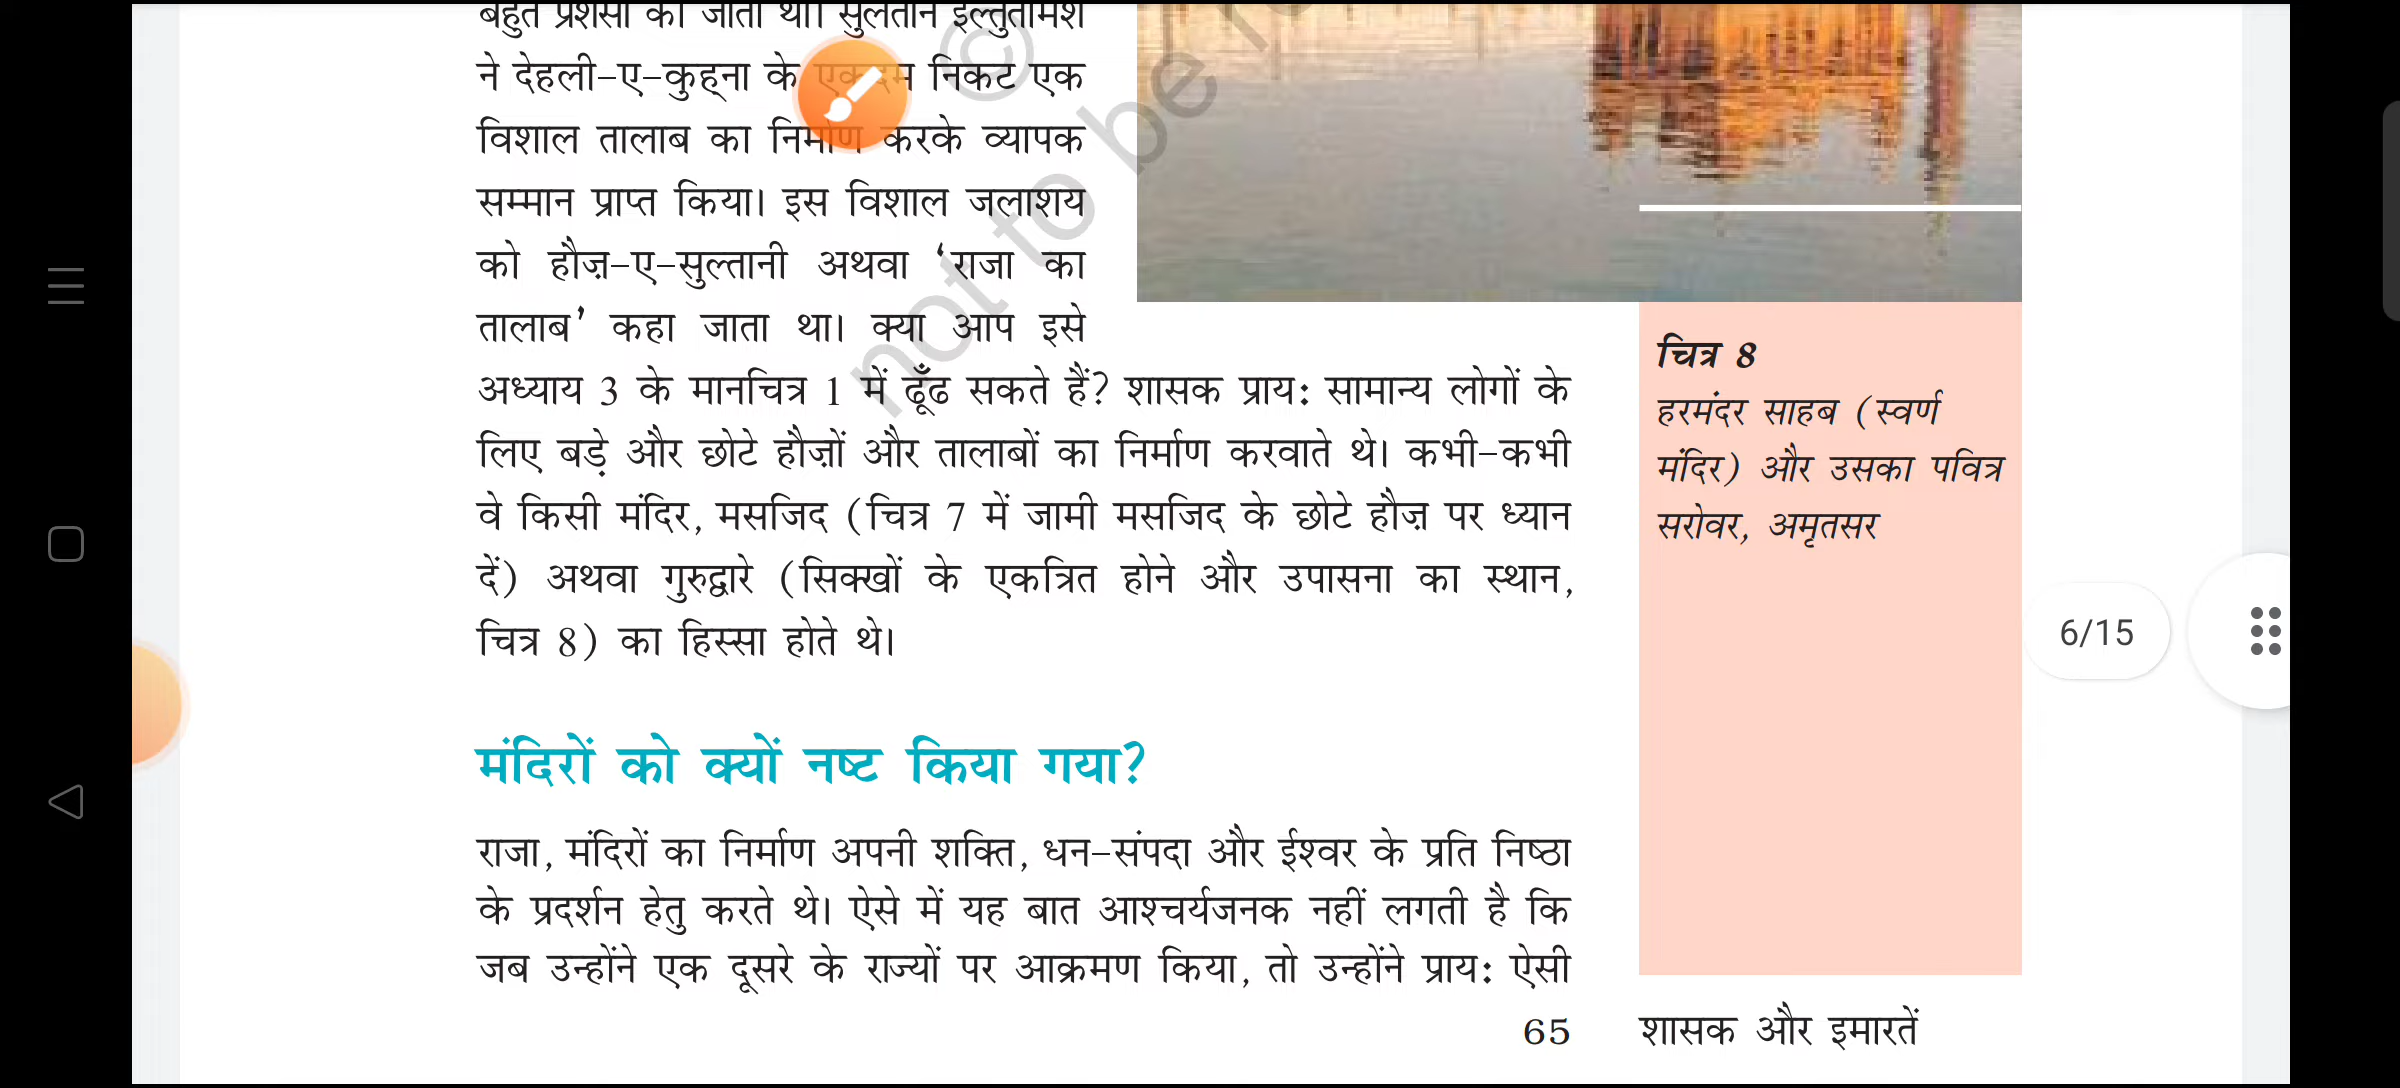 बहुत प्रशंसा की जाती थी। सुलतान इल्तुतमिश
ने देहली-ए-कुह्ना के एकदम निकट एक
विशाल तालाब का निर्माण करके व्यापक
सम्मान प्राप्त किया। इस विशाल जलाशय
को हौज़-ए-सुल्तानी अथवा ‘राजा का
तालाब’ कहा जाता था। क्या आप इसे
अध्याय 3 के मानचित्र 1 में ढूँढ सकते हैं? शासक प्राय: सामान्य लोगों के
लिए बड़े और छोटे हौज़ों और तालाबों का निर्माण करवाते थे। कभी-कभी
वे किसी मंदिर, मसजिद (चित्र 7 में जामी मसजिद के छोटे हौज़ पर ध्यान
दें) अथवा गुरुद्वारे (सिक्खों के एकत्रित होने और उपासना का स्थान,
चित्र 8) का हिस्सा होते थे।
मंदिरों को क्यों नष्ट किया गया?
राजा, मंदिरों का निर्माण अपनी शक्ति, धन-संपदा और ईश्वर के प्रति निष्ठा
के प्रदर्शन हेतु करते थे। ऐसे में यह बात आश्चर्यजनक नहीं लगती है कि
जब उन्होंने एक दूसरे के राज्यों पर आक्रमण किया, तो उन्होंने प्राय: ऐसी
65
चित्र 8
हरमंदर साहब (स्वर्ण
मंदिर) और उसका पवित्र
सरोवर, अमृतसर
शासक और इमारतें
6/15
©
not to be